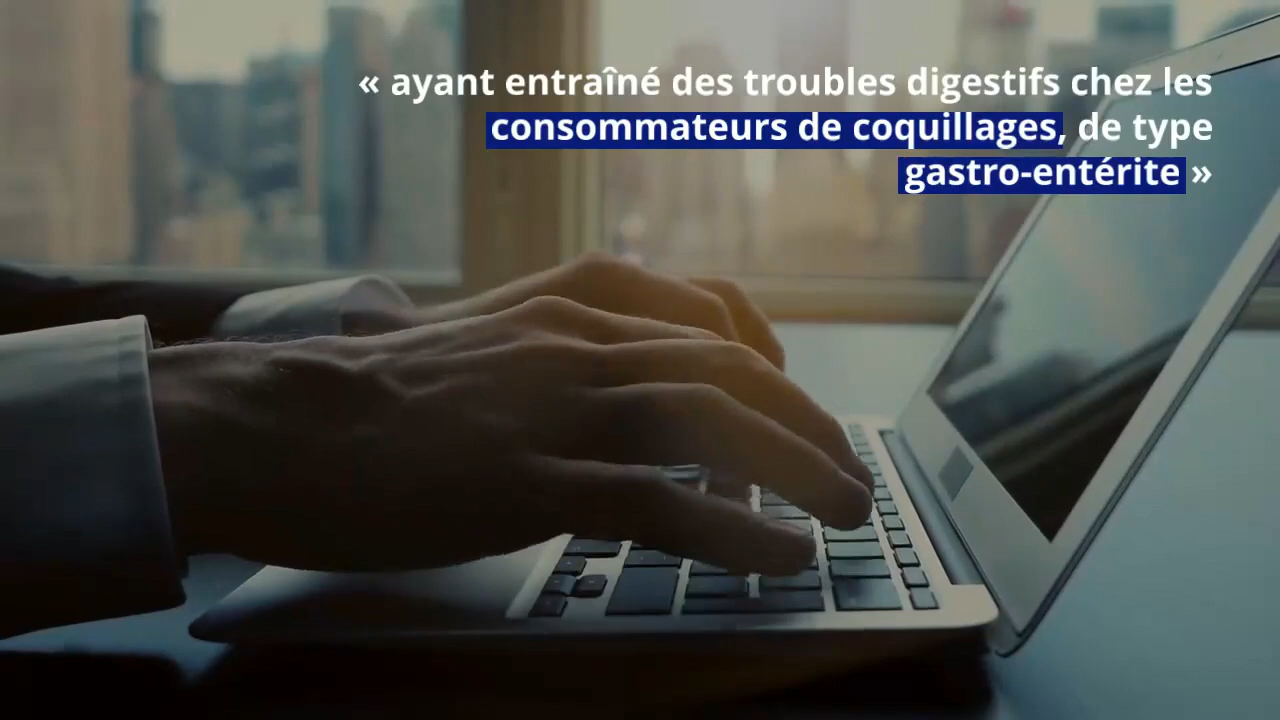 « ayant entraîné des troubles digestifs chez les
consommateurs de coquillages, de type
gastro-entérite »